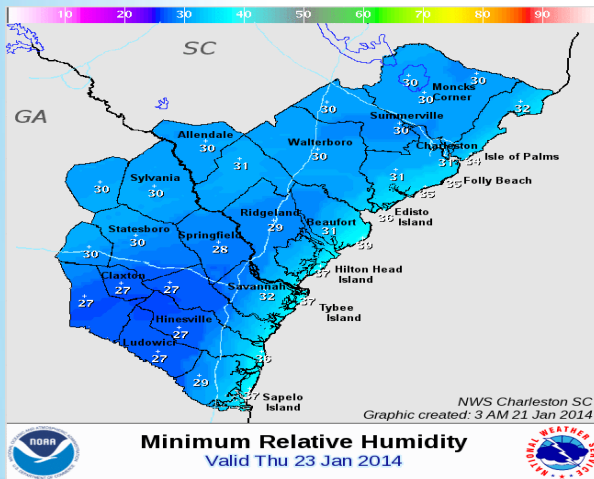 10 20 30 40 50 60 70 80 90
SC
GA
30 30 Moncks
30 Corner
30 32
Summerville
30
Allendale
30
Walterboro
30
Charleston
31 34 Isle of Palms
31
Sylvania
30
30
31
35 Folly Beach
35
36 Edisto
Island
Ridgeland
29
Beaufort
31
39
Statesboro
30
Springfield
28
30
37 Hilton Head
Island
Claxton
27
27
27
Savannah
32
37 Tybee
Island
Hinesville
27
Ludowici
27
36
29
37 Sapelo
Island
NWS Charleston SC
Graphic created: 3 AM 21 Jan 2014
NOAA
Minimum Relative Humidity
Valid Thu 23 Jan 2014
NATIONAL WEATHER SERVICE